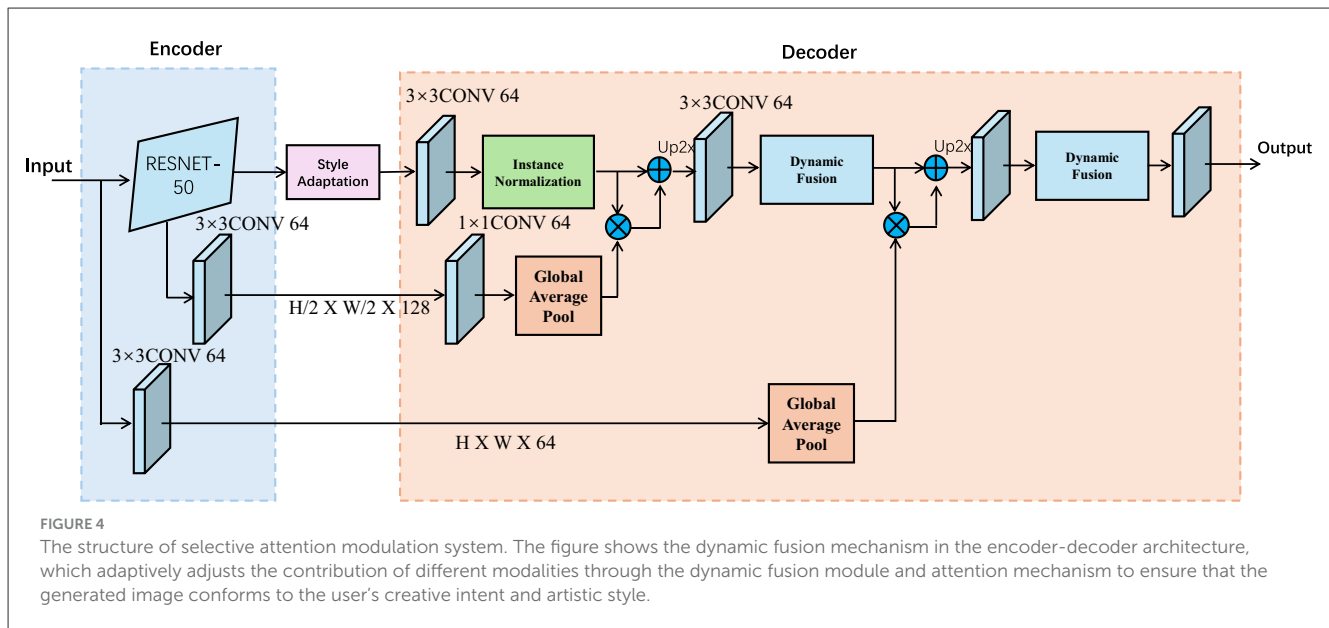 Encoder
Decoder
Input
RESNET-
50
Style
Adaptation
3×3CONV 64
Instance
Normalization
Up2x
3×3CONV 64
Dynamic
Fusion
Up2x
Dynamic
Fusion
Output
3×3CONV 64
H/2 X W/2 X 128
1×1CONV 64
Global
Average
Pool
3×3CONV 64
H X W X 64
Global
Average
Pool
FIGURE 4
The structure of selective attention modulation system. The figure shows the dynamic fusion mechanism in the encoder-decoder architecture,
which adaptively adjusts the contribution of different modalities through the dynamic fusion module and attention mechanism to ensure that the
generated image conforms to the user's creative intent and artistic style.